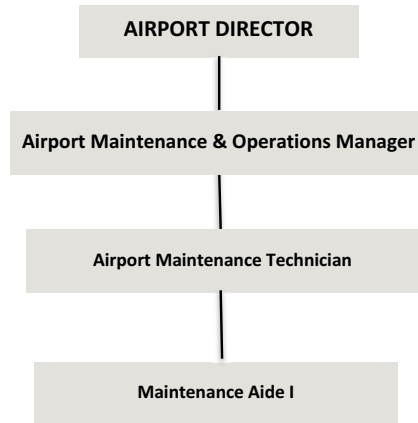 AIRPORT DIRECTOR
Airport Maintenance & Operations Manager
Airport Maintenance Technician
Maintenance Aide I